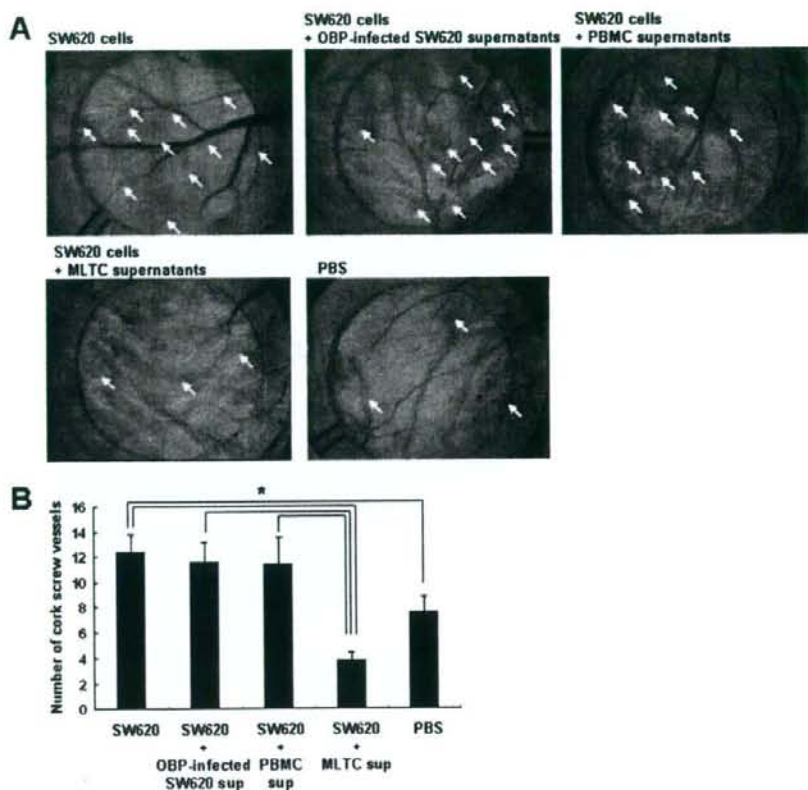 A
SW620 cells
SW620 cells
+ OBP-infected SW620 supernatants
SW620 cells
+ PBMC supernatants
SW620 cells
+ MLTC supernatants
PBS
B
Number of cork screw vessels
16
14
12
10
8
6
4
2
0
*
SW620
SW620
+
OBP-infected
SW620 sup
SW620
+
PBMC
sup
SW620
+
MLTC sup
PBS